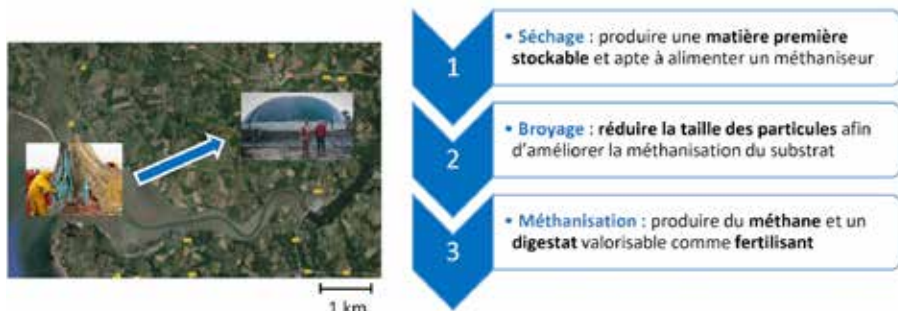 1
• Séchage : produire une matière première
stockable et apte à alimenter un méthaniseur
2
• Broyage : réduire la taille des particules afin
d'améliorer la méthanisation du substrat
3
• Méthanisation : produire du méthane et un
digestat valorisable comme fertilisant
1 km